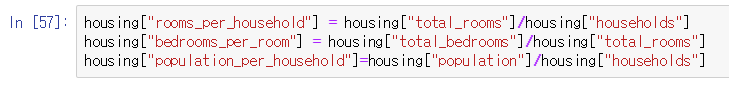 In [57]: housing["rooms_per_household"] = housing["total_rooms"]/housing["households"]
housing["bedrooms_per_room"] = housing["total_bedrooms"]/housing["total_rooms"]
housing["population_per_household"]=housing["population"]/housing["households"]